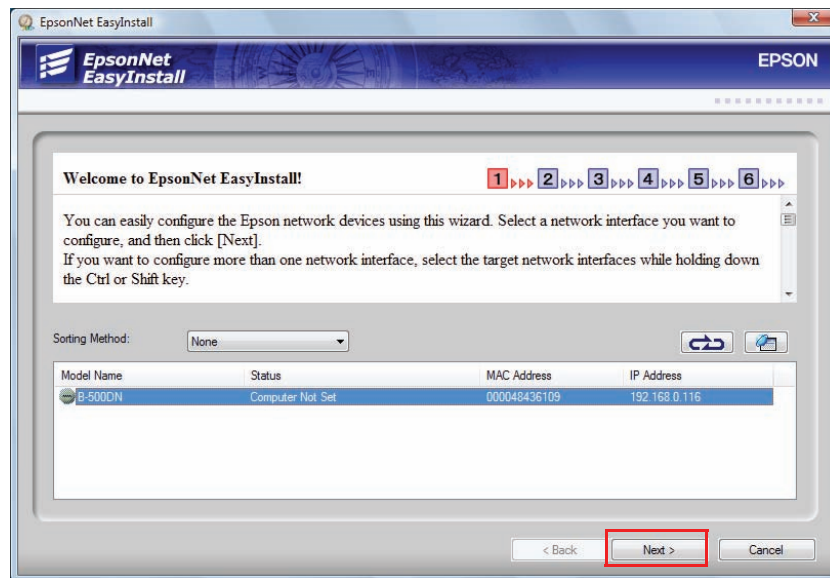 EpsonNet EasyInstall
EpsonNet
EasyInstall
EPSON
Welcome to EpsonNet EasyInstall!
1 2 3 4 5 6
You can easily configure the Epson network devices using this wizard. Select a network interface you want to
configure, and then click [Next].
If you want to configure more than one network interface, select the target network interfaces while holding down
the Ctrl or Shift key.
Sorting Method: None
Model Name Status MAC Address IP Address
B-500DN Computer Not Set 000048436109 192.168.0.116
< Back Next > Cancel